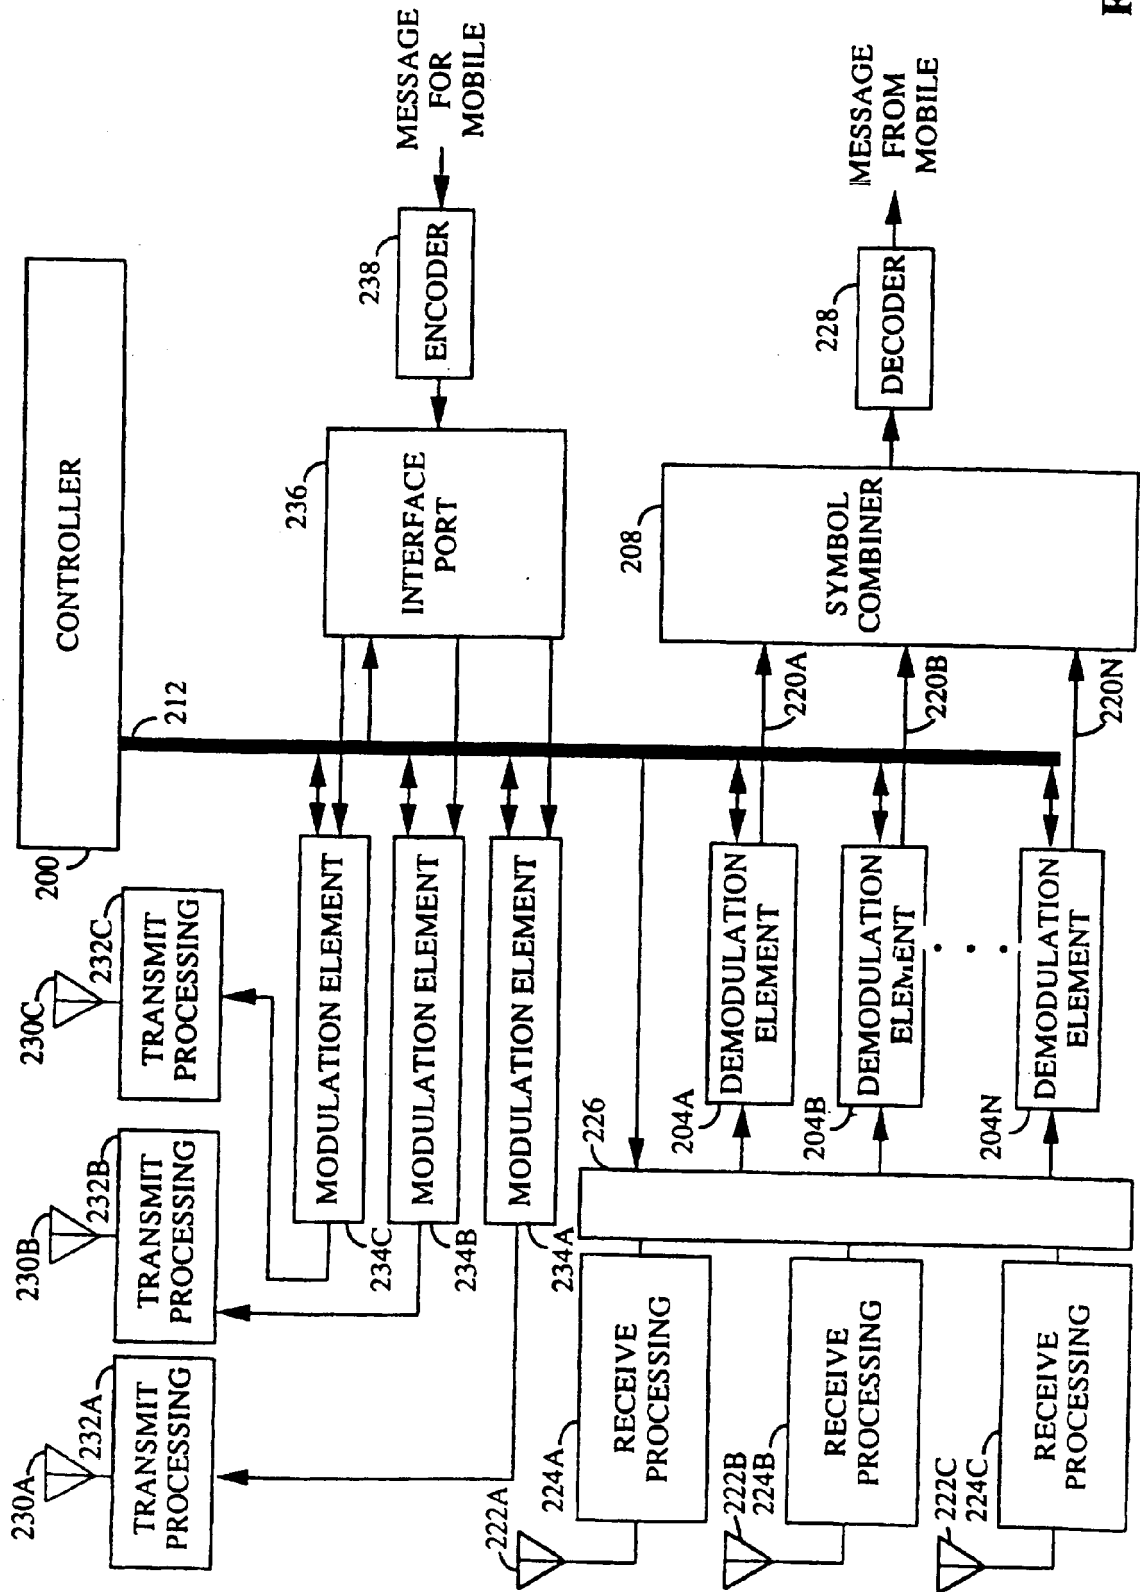 CONTROLLER
200
212
230A
232A
TRANSMIT
PROCESSING
230B
232B
TRANSMIT
PROCESSING
230C
232C
TRANSMIT
PROCESSING
MODULATION ELEMENT
234C
MODULATION ELEMENT
234B
MODULATION ELEMENT
234A
INTERFACE
PORT
236
ENCODER
238
MESSAGE
FOR
MOBILE
222A
224A
RECEIVE
PROCESSING
222B
224B
RECEIVE
PROCESSING
222C
224C
RECEIVE
PROCESSING
226
204A
DEMODULATION
ELEMENT
204B
DEMODULATION
ELEMENT
204N
DEMODULATION
ELEMENT
220A
220B
220N
SYMBOL
COMBINER
208
DECODER
228
MESSAGE
FROM
MOBILE